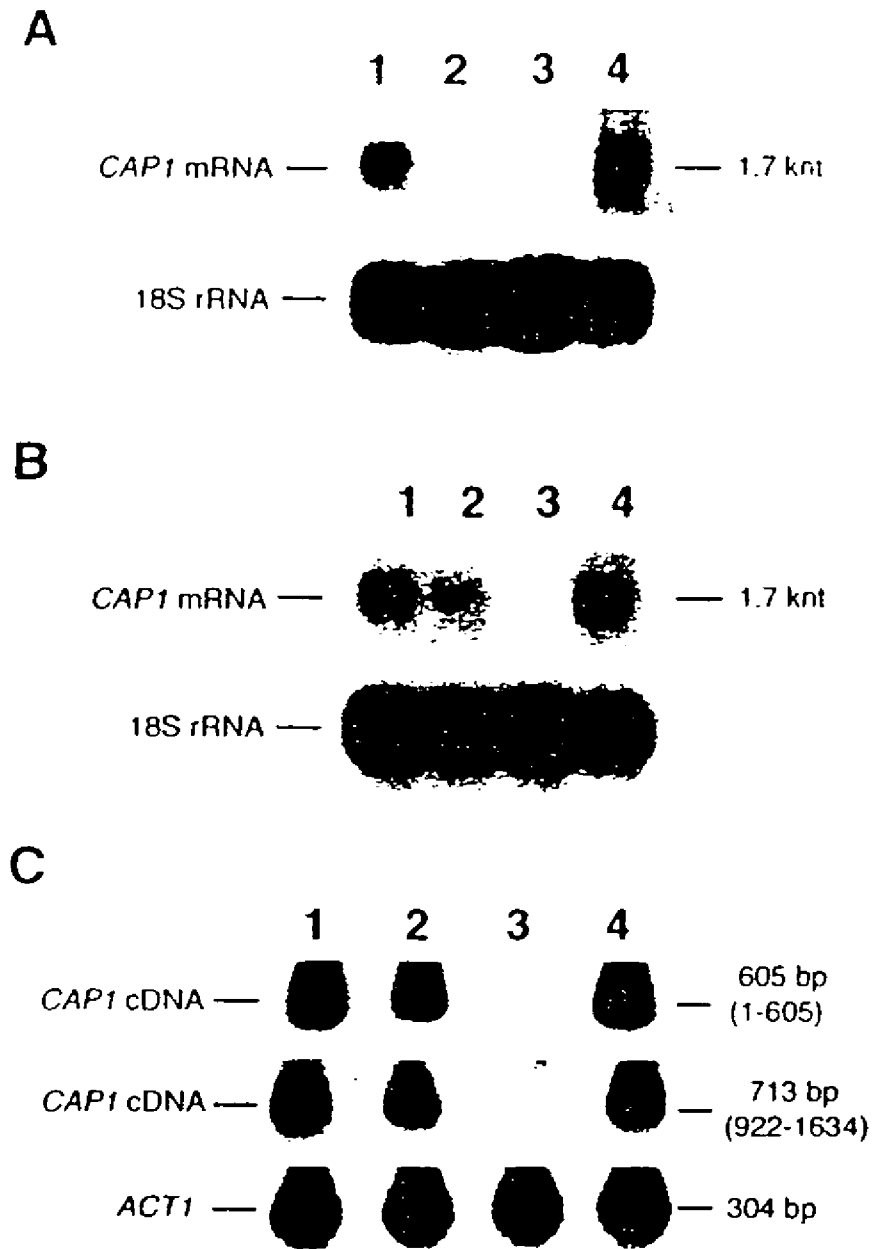 A
1 2 3 4
CAP1 mRNA — — 1.7 knt
18S rRNA —
B
1 2 3 4
CAP1 mRNA — — 1.7 knt
18S rRNA —
C
1 2 3 4
CAP1 cDNA — — 605 bp
(1-605)
CAP1 cDNA — — 713 bp
(922-1634)
ACT1 — — 304 bp